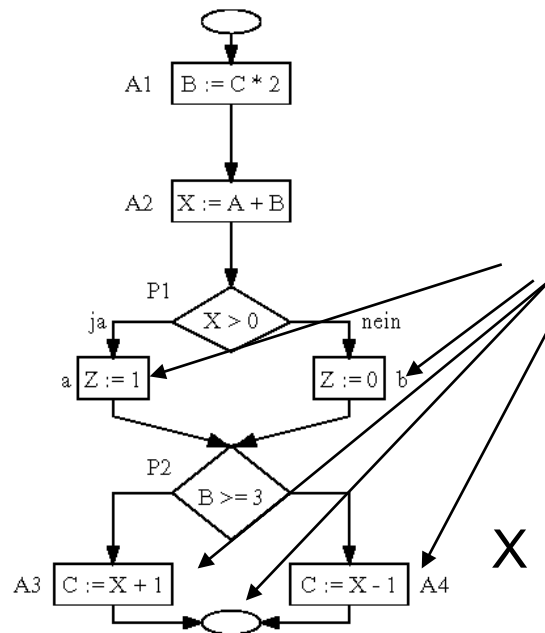 A1 B := C * 2
A2 X := A + B
P1
ja X > 0 nein
a Z := 1 Z := 0 b
P2
B >= 3
X
A3 C := X + 1 C := X - 1 A4